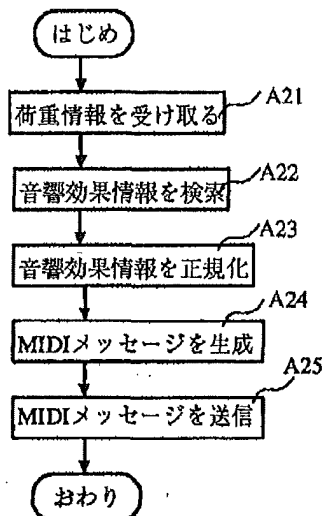 はじめ
荷重情報を受け取る
A21
音響効果情報を検索
A22
音響効果情報を正規化
A23
MIDIメッセージを生成
A24
MIDIメッセージを送信
A25
おわり